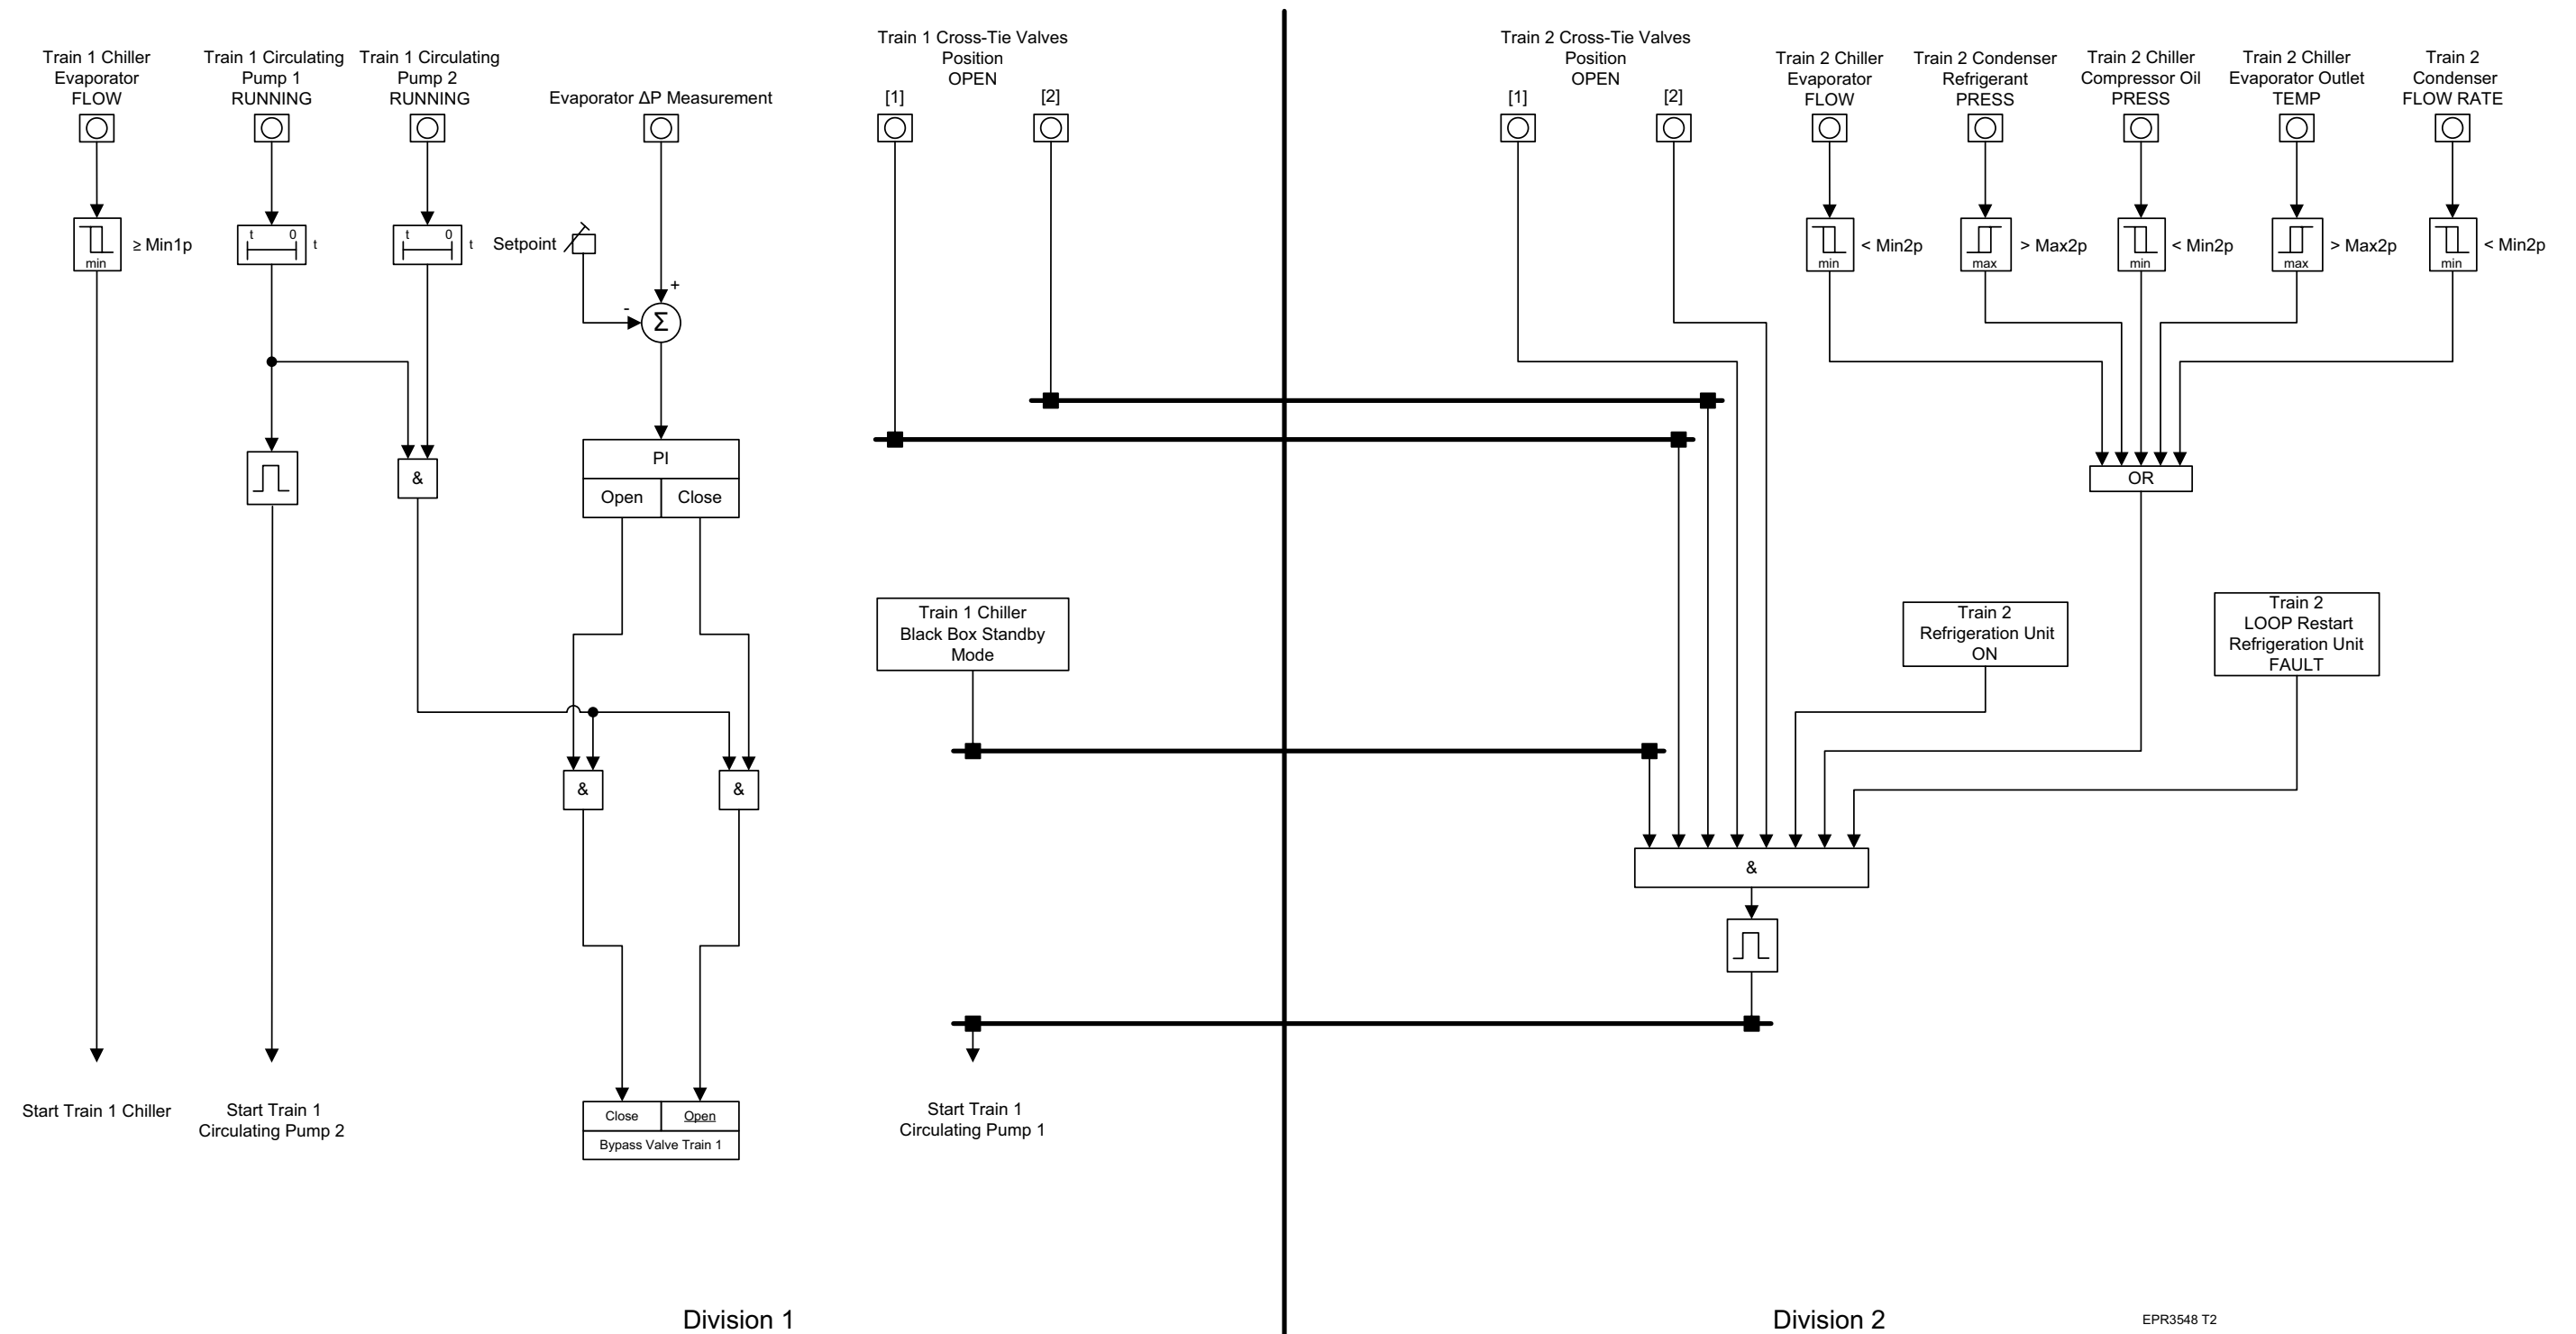 Train 1 Chiller
Evaporator
FLOW
Train 1 Circulating
Pump 1
RUNNING
Train 1 Circulating
Pump 2
RUNNING
Evaporator ΔP Measurement
Train 1 Cross-Tie Valves
Position
OPEN
[1]
[2]
Train 2 Cross-Tie Valves
Position
OPEN
[1]
[2]
Train 2 Chiller
Evaporator
FLOW
Train 2 Condenser
Refrigerant
PRESS
Train 2 Chiller
Compressor Oil
PRESS
Train 2 Chiller
Evaporator Outlet
TEMP
Train 2
Condenser
FLOW RATE
min
≥ Min1p
t 0
t
t 0
t
Setpoint
+
-
Σ
min
< Min2p
max
> Max2p
min
< Min2p
max
> Max2p
min
< Min2p
&
PI
Open
Close
OR
Train 1 Chiller
Black Box Standby
Mode
Train 2
Refrigeration Unit
ON
Train 2
LOOP Restart
Refrigeration Unit
FAULT
&
&
&
Start Train 1 Chiller
Start Train 1
Circulating Pump 2
Close
Open
Bypass Valve Train 1
Start Train 1
Circulating Pump 1
Division 1
Division 2
EPR3548 T2